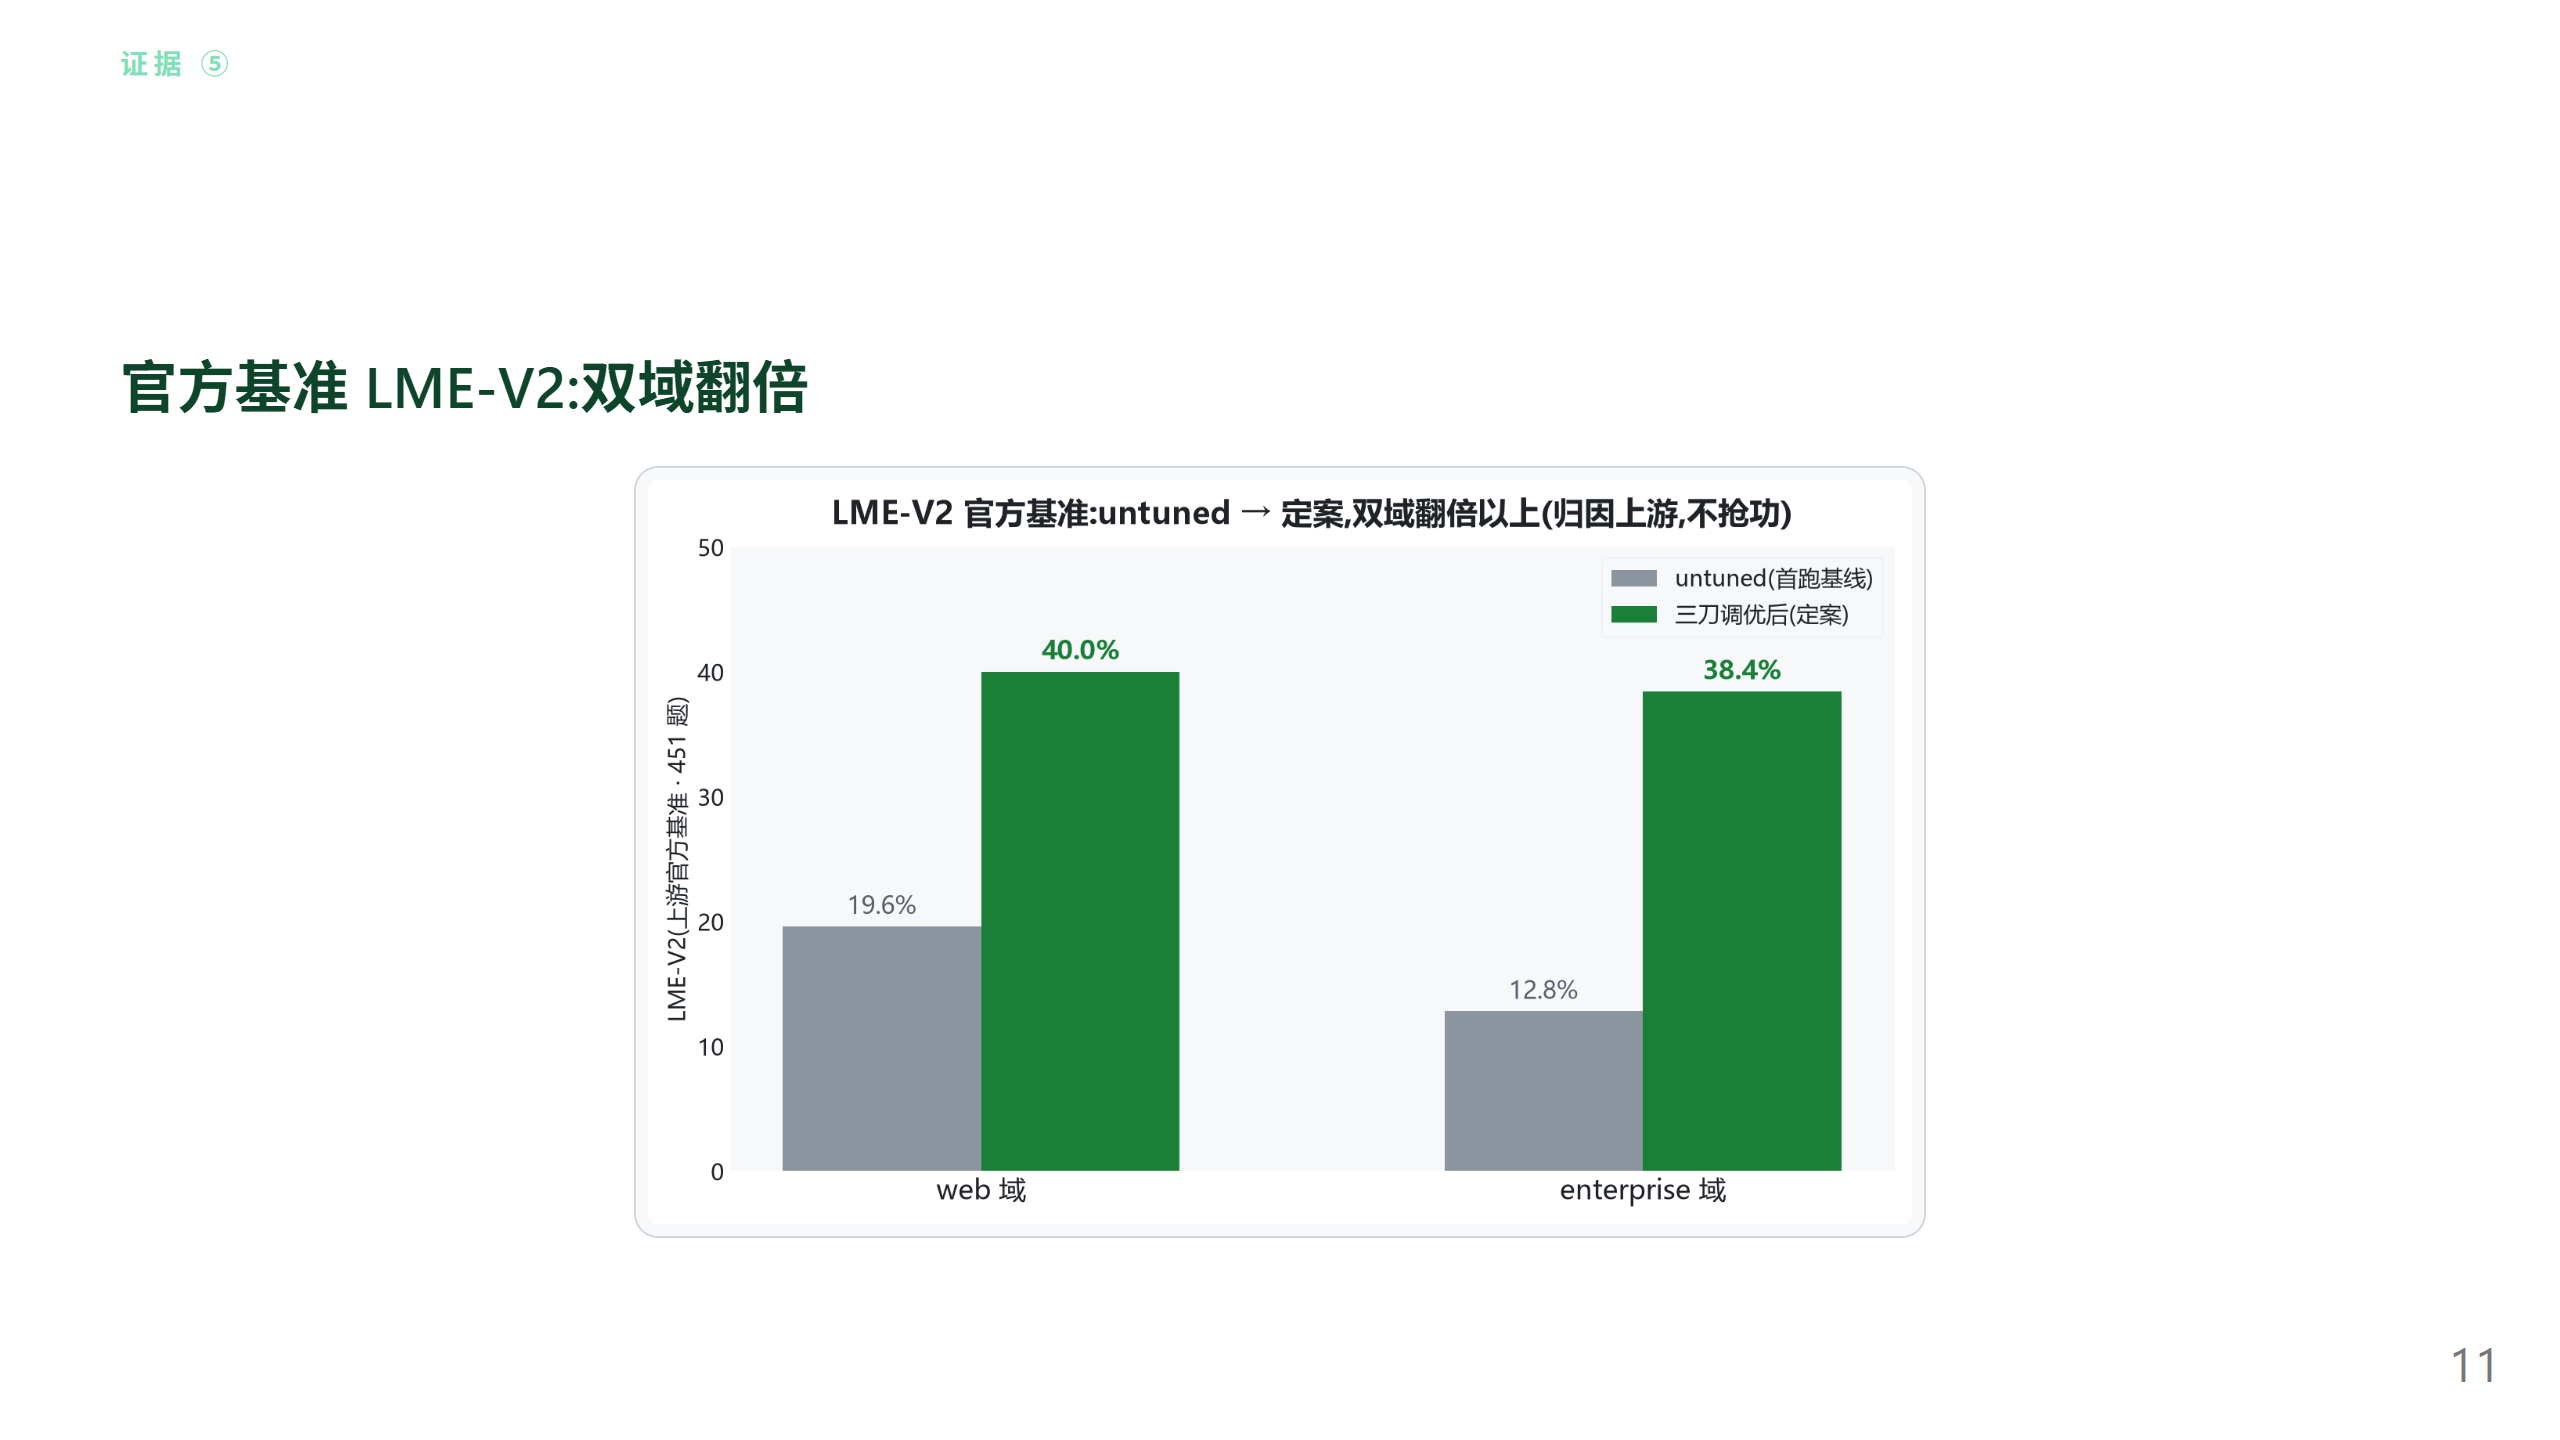 证据 ⑤
官方基准 LME-V2:双域翻倍
LME-V2 官方基准:untuned → 定案,双域翻倍以上(归因上游,不抢功)
untuned(首跑基线)
三刀调优后(定案)
LME-V2(上游官方基准 · 451 题)
50
40
30
20
10
0
19.6%
40.0%
12.8%
38.4%
web 域
enterprise 域
11